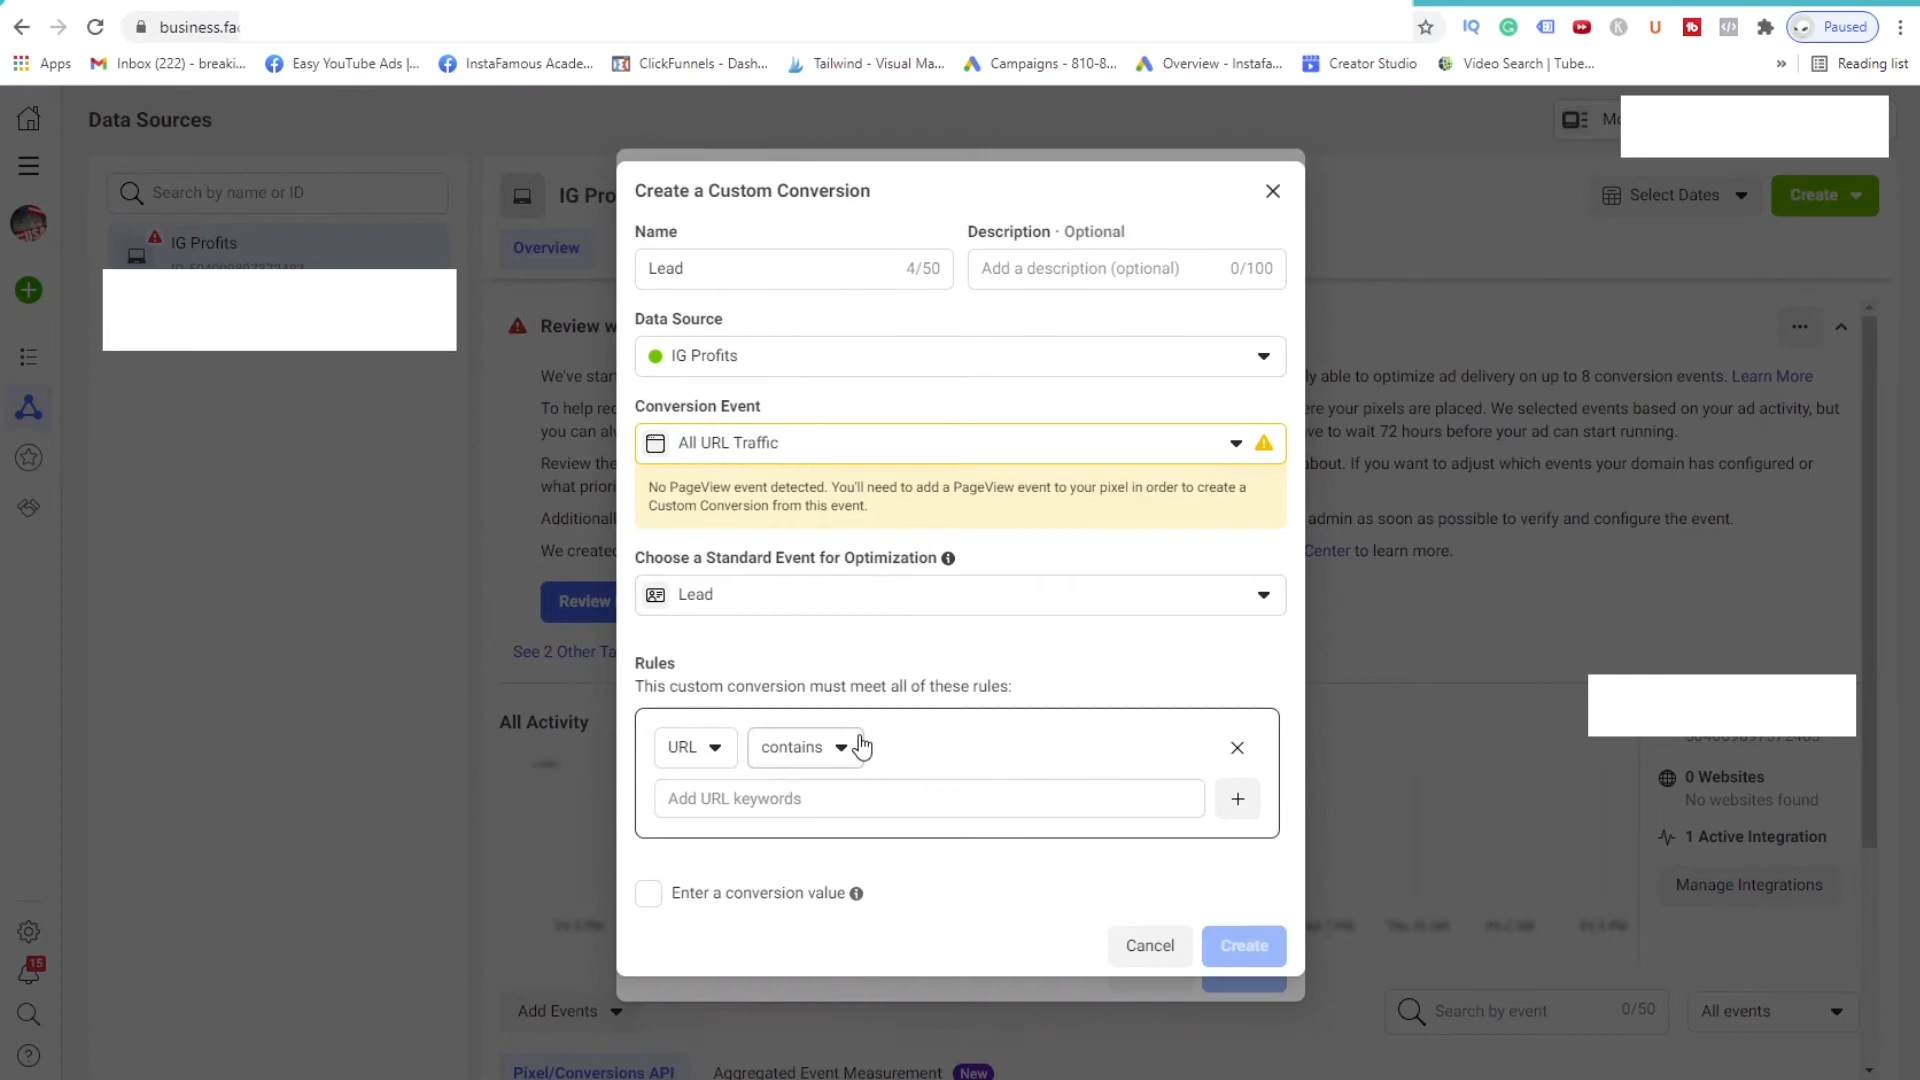 business.fac
Paused
Apps
Inbox (222) - breaki...
Easy YouTube Ads |...
InstaFamous Acade...
ClickFunnels - Dash...
Tailwind - Visual Ma...
Campaigns - 810-8...
Overview - Instafa...
Creator Studio
Video Search | Tube...
»
Reading list
Data Sources
Search by name or ID
IG Profits
IG Pro
Select Dates
Create
Overview
Review w
We've star
ly able to optimize ad delivery on up to 8 conversion events. Learn More
To help red
ere your pixels are placed. We selected events based on your ad activity, but
you can alv
ve to wait 72 hours before your ad can start running.
Review the
about. If you want to adjust which events your domain has configured or
what prior
Additionall
admin as soon as possible to verify and configure the event.
We created
Center to learn more.
Review
See 2 Other Ta
All Activity
Create a Custom Conversion
Name
Description · Optional
Lead
4/50
Add a description (optional)
0/100
Data Source
IG Profits
Conversion Event
All URL Traffic
No PageView event detected. You'll need to add a PageView event to your pixel in order to create a
Custom Conversion from this event.
Choose a Standard Event for Optimization
Lead
Rules
This custom conversion must meet all of these rules:
URL
contains
Add URL keywords
+
Enter a conversion value
Cancel
Create
0 Websites
No websites found
1 Active Integration
Manage Integrations
15
Add Events
Search by event
0/50
All events
Pixel/Conversions API
Aggregated Event Measurement
New